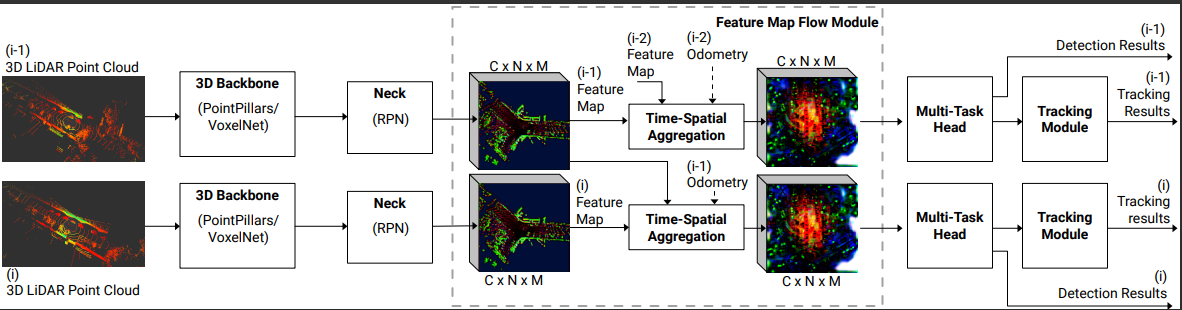 Feature Map Flow Module
(i-1)
3D LiDAR Point Cloud
3D Backbone
(PointPillars/
VoxelNet)
Neck
(RPN)
C x N x M
(i-1)
Feature
Map
(i-2)
Feature
Map
(i-2)
Odometry
Time-Spatial
Aggregation
C x N x M
Multi-Task
Head
(i-1)
Detection Results
Tracking
Module
(i-1)
Tracking
Results
3D Backbone
(PointPillars/
VoxelNet)
Neck
(RPN)
(i)
Feature
Map
(i-1)
Odometry
Time-Spatial
Aggregation
Multi-Task
Head
Tracking
Module
(i)
Tracking
results
(i)
3D LiDAR Point Cloud
C x N x M
C x N x M
(i)
Detection Results